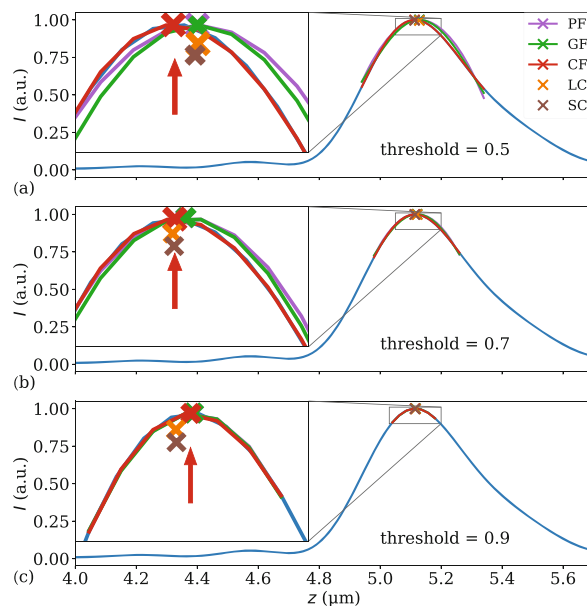 1.00
0.75
0.50
0.25
0.00
I (a.u.)
(a)
threshold = 0.5
PF
GF
CF
LC
SC
1.00
0.75
0.50
0.25
0.00
I (a.u.)
(b)
threshold = 0.7
1.00
0.75
0.50
0.25
0.00
I (a.u.)
(c)
threshold = 0.9
4.0 4.2 4.4 4.6 4.8 5.0 5.2 5.4 5.6
z (μm)